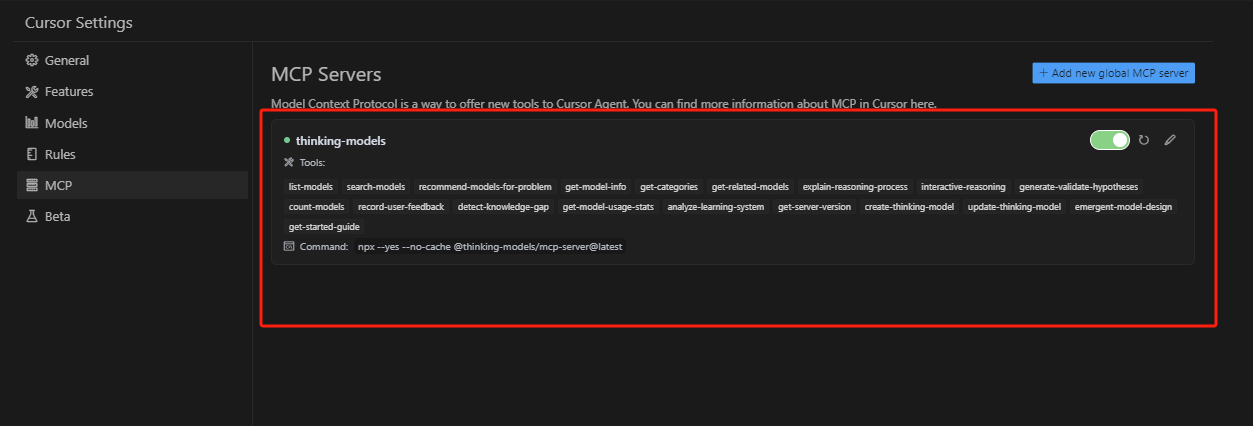 Cursor Settings
General
Features
Models
Rules
MCP
Beta
MCP Servers
+ Add new global MCP server
Model Context Protocol is a way to offer new tools to Cursor Agent. You can find more information about MCP in Cursor here.
thinking-models
Tools:
list-models search-models recommend-models-for-problem get-model-info get-categories get-related-models explain-reasoning-process interactive-reasoning generate-validate-hypotheses
count-models record-user-feedback detect-knowledge-gap get-model-usage-stats analyze-learning-system get-server-version create-thinking-model update-thinking-model emergent-model-design
get-started-guide
Command: npx --yes --no-cache @thinking-models/mcp-server@latest